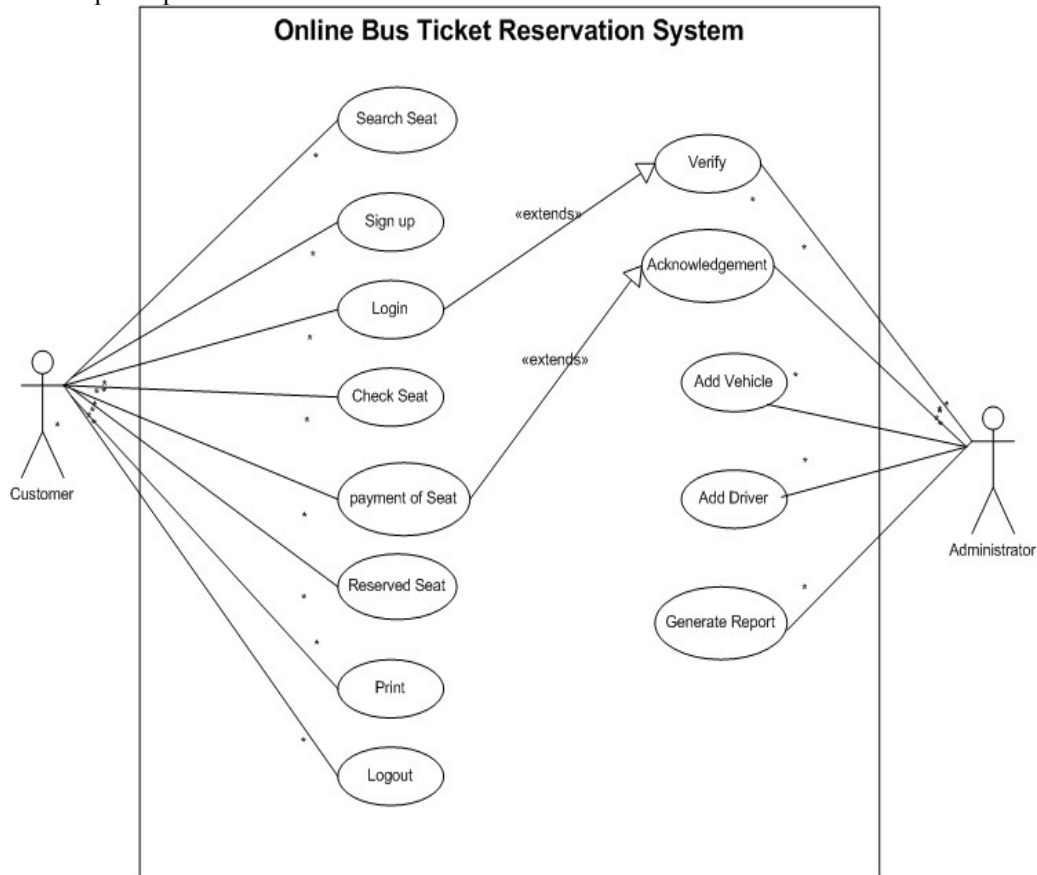 Online Bus Ticket Reservation System
Search Seat
Sign up
Login
Check Seat
payment of Seat
Reserved Seat
Print
Logout
«extends»
«extends»
Verify
Acknowledgement
Add Vehicle
Add Driver
Generate Report
Customer
Administrator